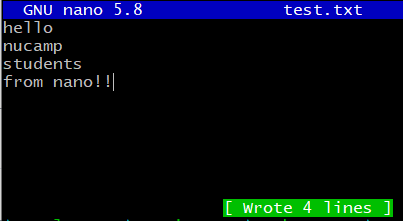 GNU nano 5.8 test.txt
hello
nucamp
students
from nano!!
[ Wrote 4 lines ]